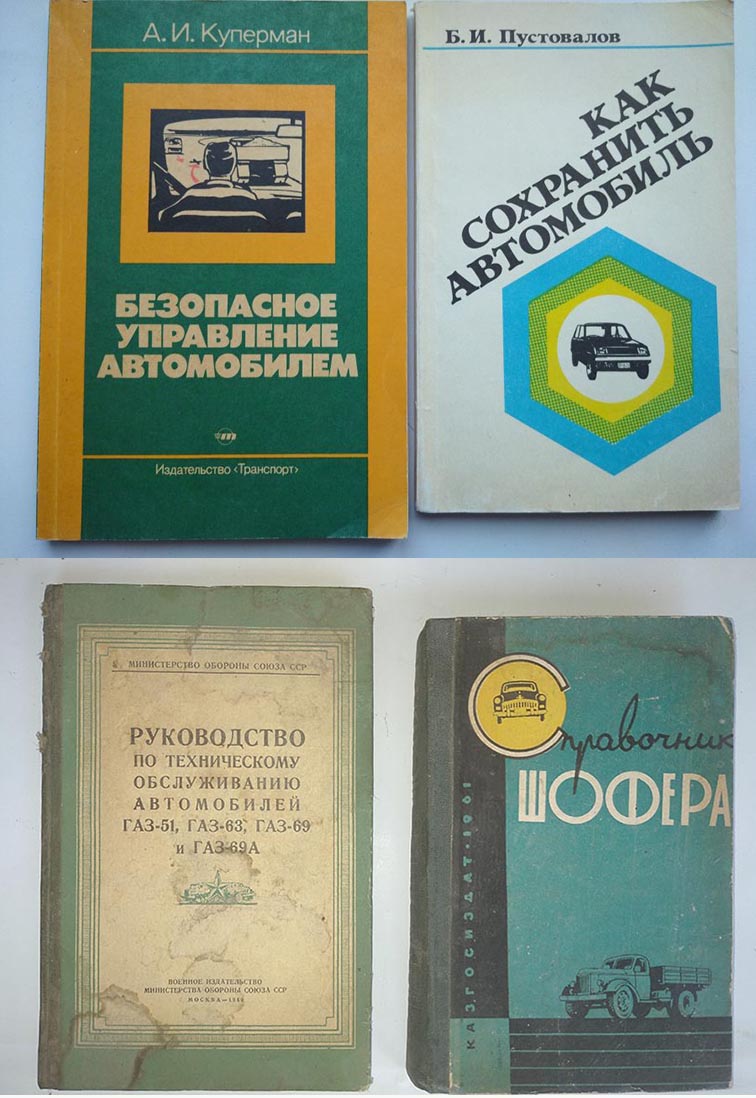 А. И. Куперман
БЕЗОПАСНОЕ
УПРАВЛЕНИЕ
АВТОМОБИЛЕМ
Издательство «Транспорт»
Б. И. Пустовалов
КАК
СОХРАНИТЬ
АВТОМОБИЛЬ
МИНИСТЕРСТВО ОБОРОНЫ СОЮЗА ССР
РУКОВОДСТВО
ПО ТЕХНИЧЕСКОМУ
ОБСЛУЖИВАНИЮ
АВТОМОБИЛЕЙ
ГАЗ-51, ГАЗ-63, ГАЗ-69
и ГАЗ-69А
ВОЕННОЕ ИЗДАТЕЛЬСТВО
МИНИСТЕРСТВА ОБОРОНЫ СОЮЗА ССР
МОСКВА
Справочник
ШОФЕРА
КАЗГОСИЗДАТ·1961